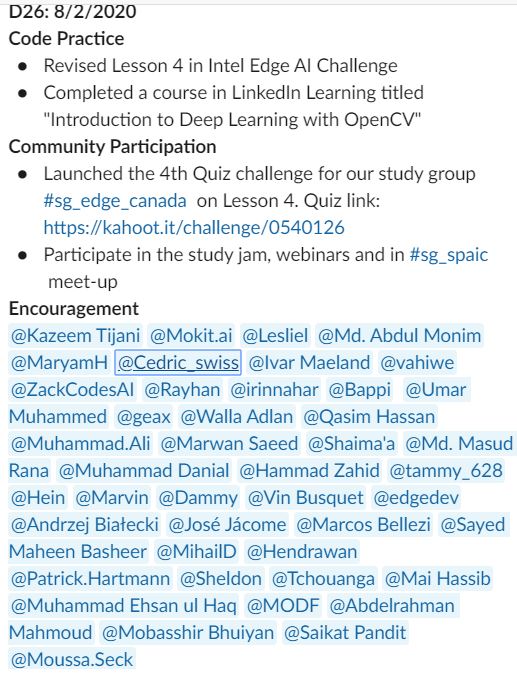 D26: 8/2/2020
Code Practice
● Revised Lesson 4 in Intel Edge AI Challenge
● Completed a course in LinkedIn Learning titled
"Introduction to Deep Learning with OpenCV"
Community Participation
● Launched the 4th Quiz challenge for our study group
#sg_edge_canada on Lesson 4. Quiz link:
https://kahoot.it/challenge/0540126
● Participate in the study jam, webinars and in #sg_spaic
meet-up
Encouragement
@Kazeem Tijani @Mokit.ai @Lesliel @Md. Abdul Monim
@MaryamH @Cedric_swiss @Ivar Maeland @vahiwe
@ZackCodesAI @Rayhan @irinnahar @Bappi @Umar
Muhammed @geax @Walla Adlan @Qasim Hassan
@Muhammad.Ali @Marwan Saeed @Shaima'a @Md. Masud
Rana @Muhammad Danial @Hammad Zahid @tammy_628
@Hein @Marvin @Dammy @Vin Busquet @edgedev
@Andrzej Białecki @José Jácome @Marcos Bellezi @Sayed
Maheen Basheer @MihailD @Hendrawan
@Patrick.Hartmann @Sheldon @Tchouanga @Mai Hassib
@Muhammad Ehsan ul Haq @MODF @Abdelrahman
Mahmoud @Mobasshir Bhuiyan @Saikat Pandit
@Moussa.Seck